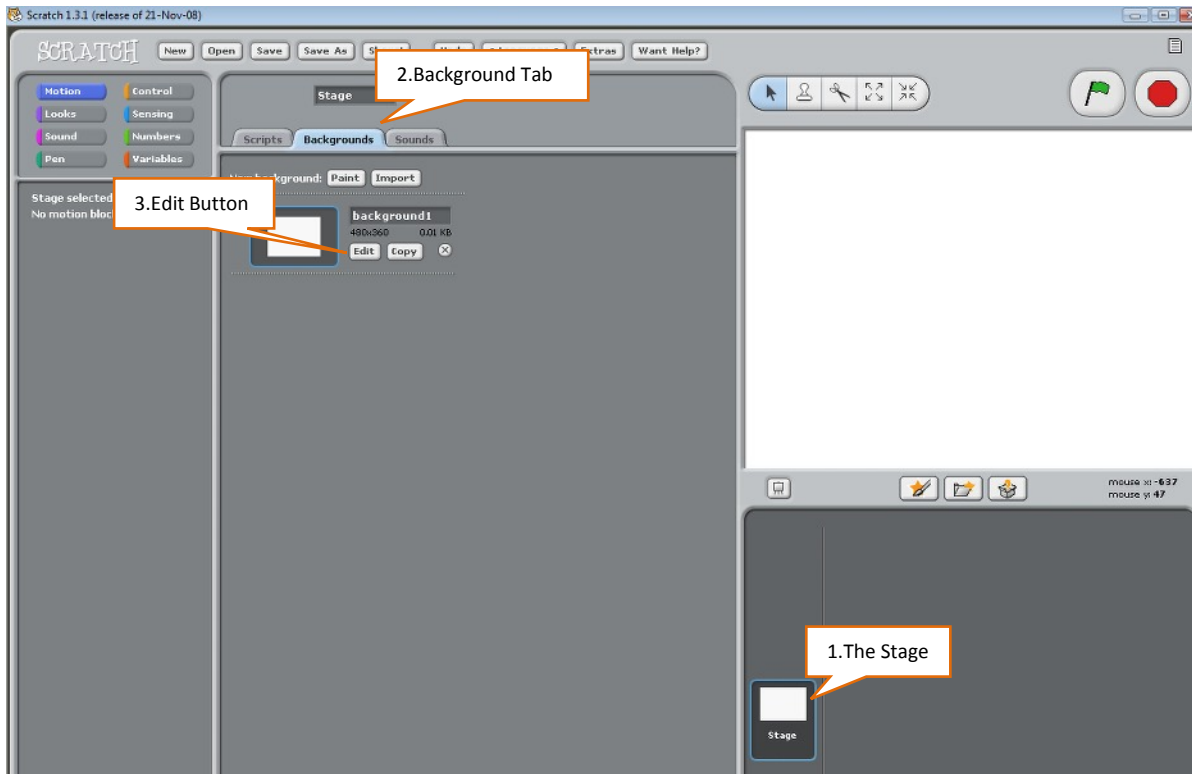 Scratch 1.3.1 (release of 21-Nov-08)
SCRATCH New Open Save Save As Extras Want Help?
2.Background Tab
Motion Control
Looks Sensing
Sound Numbers
Pen Variables
Stage
Scripts Backgrounds Sounds
background: Paint Import
Stage selected
No motion
3.Edit Button
background1
480x360 0.01 KB
Edit Copy
mouse x: -637
mouse y: 47
1.The Stage
Stage